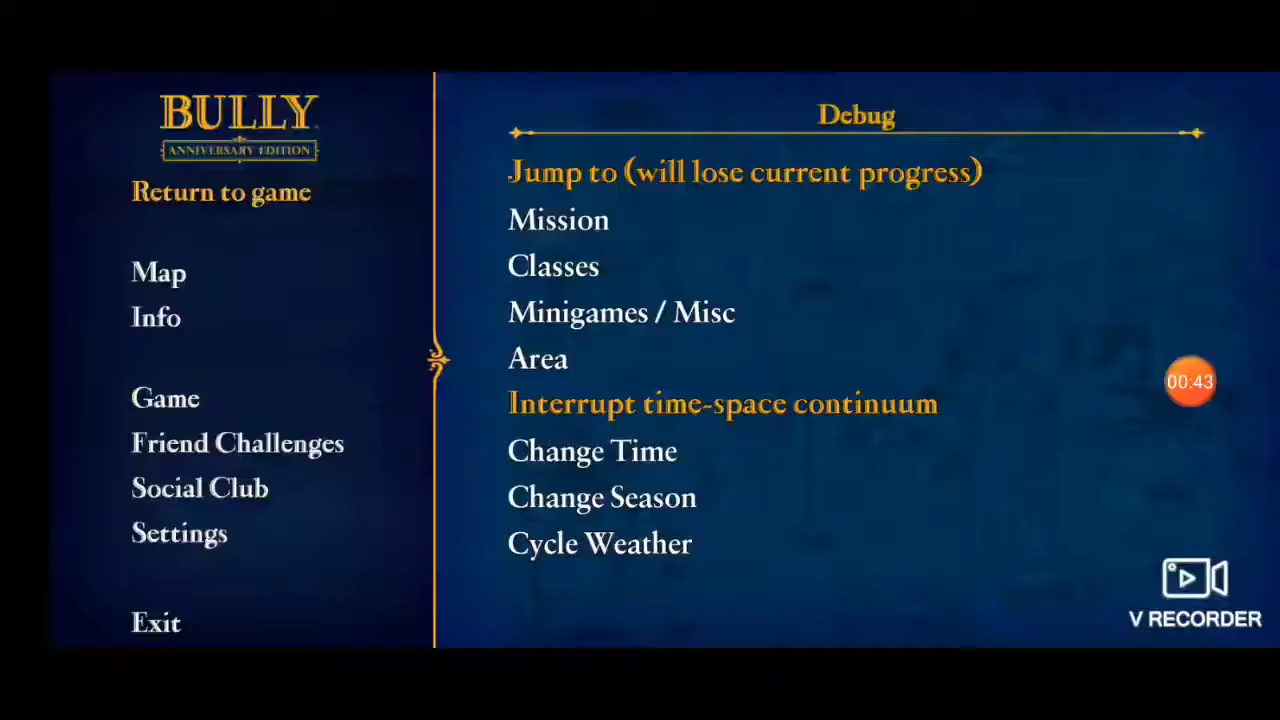 BULLY
ANNIVERSARY EDITION
Return to game
Map
Info
Game
Friend Challenges
Social Club
Settings
Exit
Debug
Jump to (will lose current progress)
Mission
Classes
Minigames / Misc
Area
Interrupt time-space continuum
Change Time
Change Season
Cycle Weather
00:43
V RECORDER